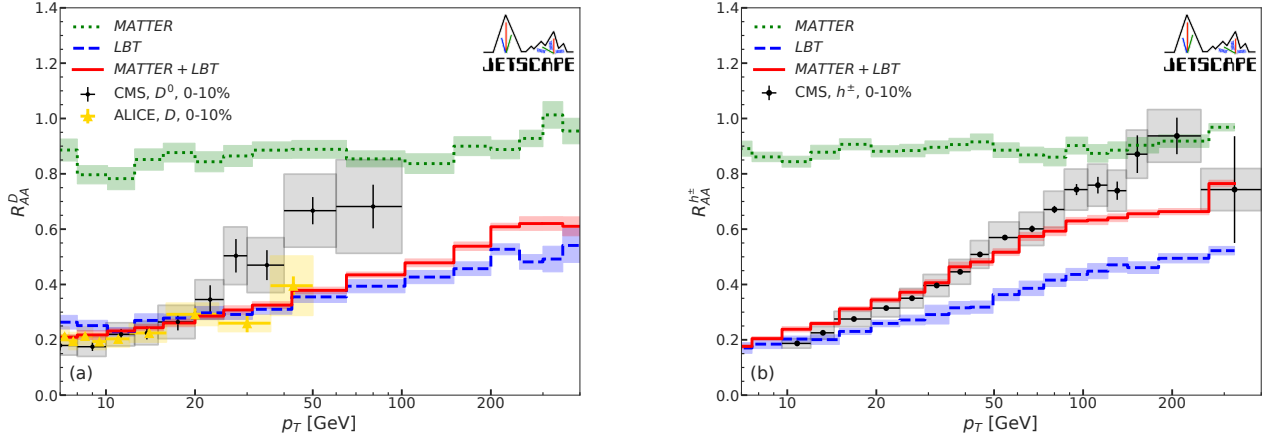 1.4
1.2
1.0
0.8
0.6
0.4
0.2
0.0
R_AA^D
MATTER
LBT
MATTER + LBT
CMS, D⁰, 0-10%
ALICE, D, 0-10%
JETSCAPE
(a)
10 20 50 100 200
p_T [GeV]
1.4
1.2
1.0
0.8
0.6
0.4
0.2
0.0
R_AA^h±
MATTER
LBT
MATTER + LBT
CMS, h±, 0-10%
JETSCAPE
(b)
10 20 50 100 200
p_T [GeV]